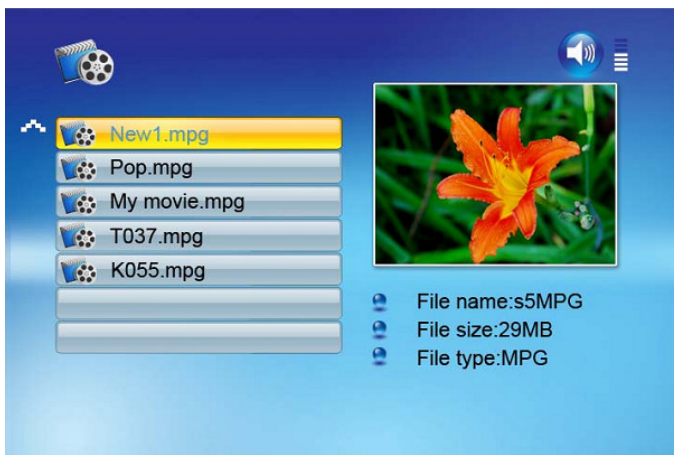 New1.mpg
Pop.mpg
My movie.mpg
T037.mpg
K055.mpg
File name:s5MPG
File size:29MB
File type:MPG